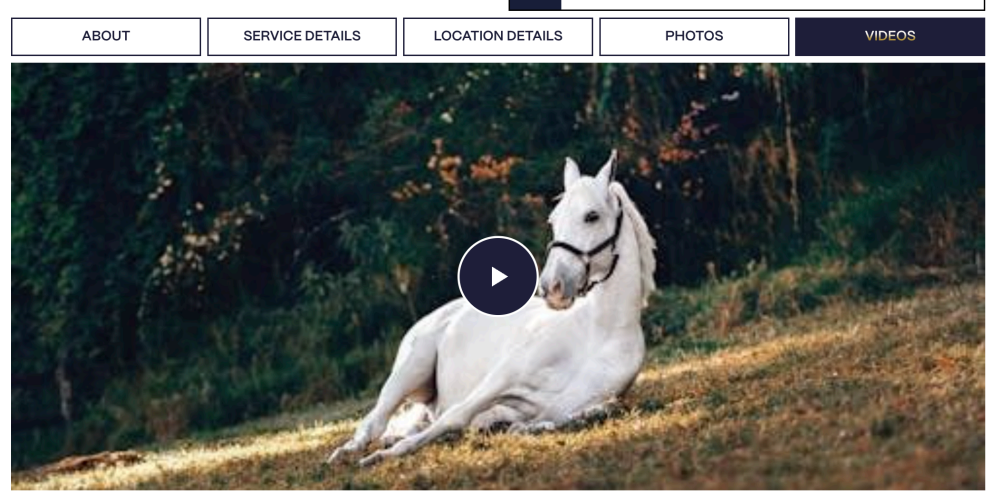 ABOUT
SERVICE DETAILS
LOCATION DETAILS
PHOTOS
VIDEOS